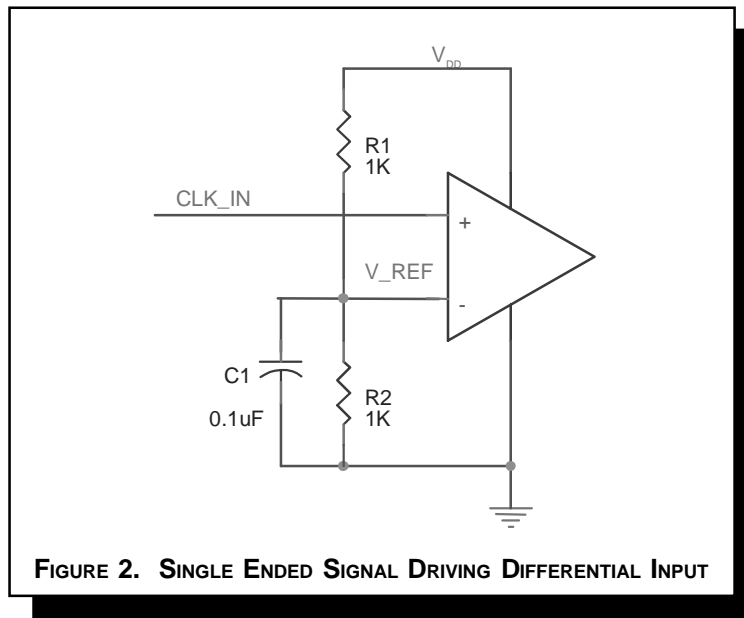 V_DD
R1
1K
CLK_IN
+
V_REF
-
C1
0.1uF
R2
1K
FIGURE 2. SINGLE ENDED SIGNAL DRIVING DIFFERENTIAL INPUT